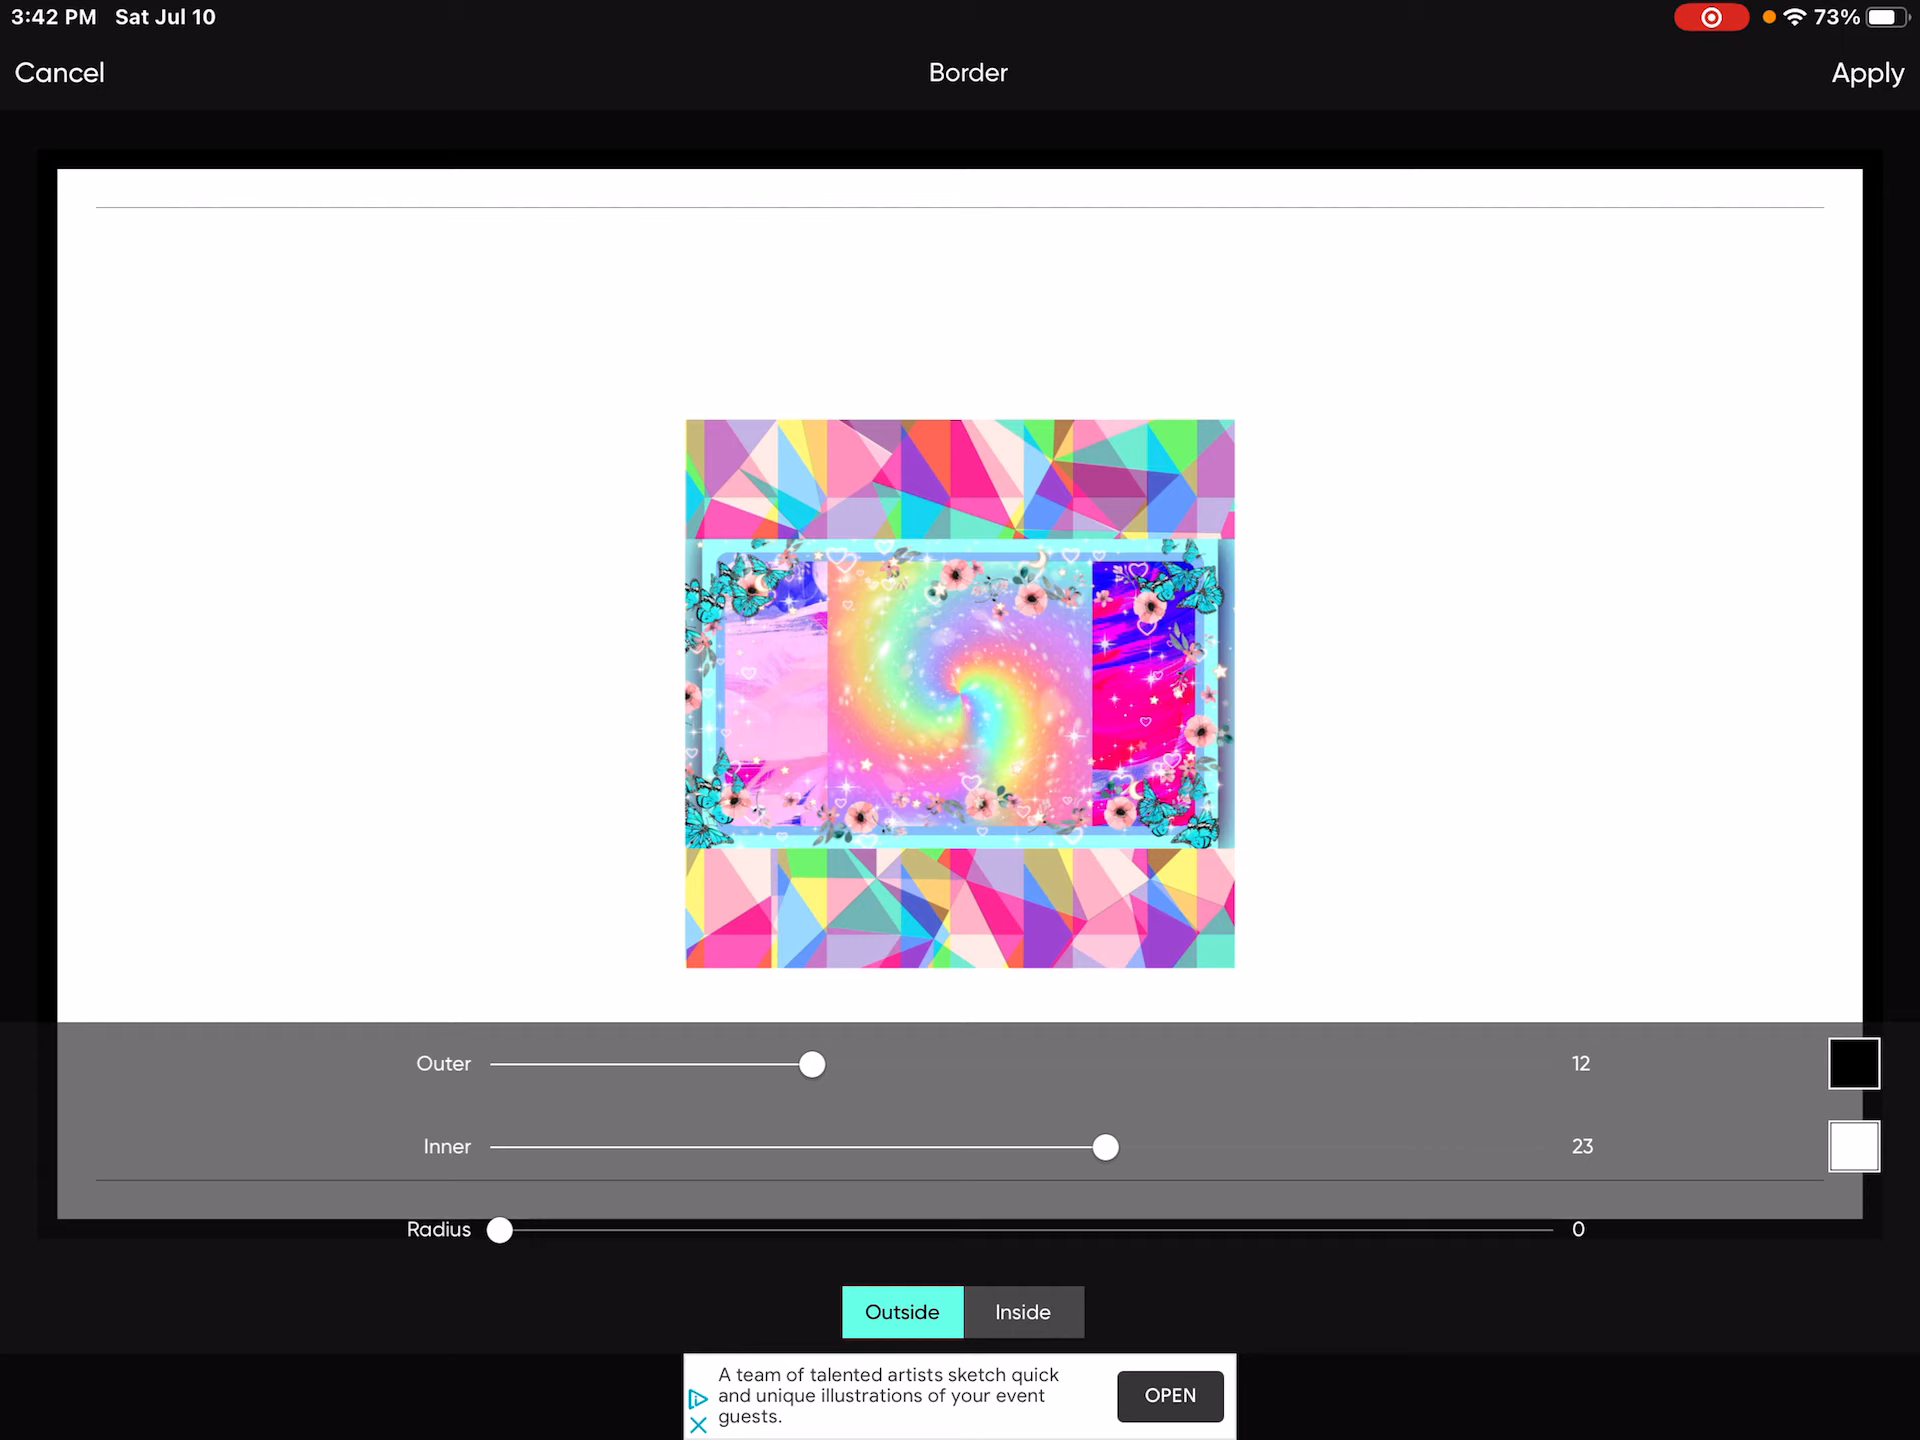 3:42 PM Sat Jul 10
73%
Cancel
Border
Apply
Outer
12
Inner
23
Radius
0
Outside
Inside
A team of talented artists sketch quick
and unique illustrations of your event
guests.
OPEN